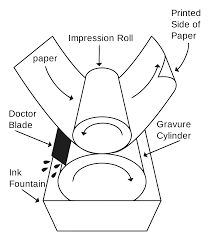 Printed
Side of
Paper
Impression Roll
paper
Doctor
Blade
Gravure
Cylinder
Ink
Fountain